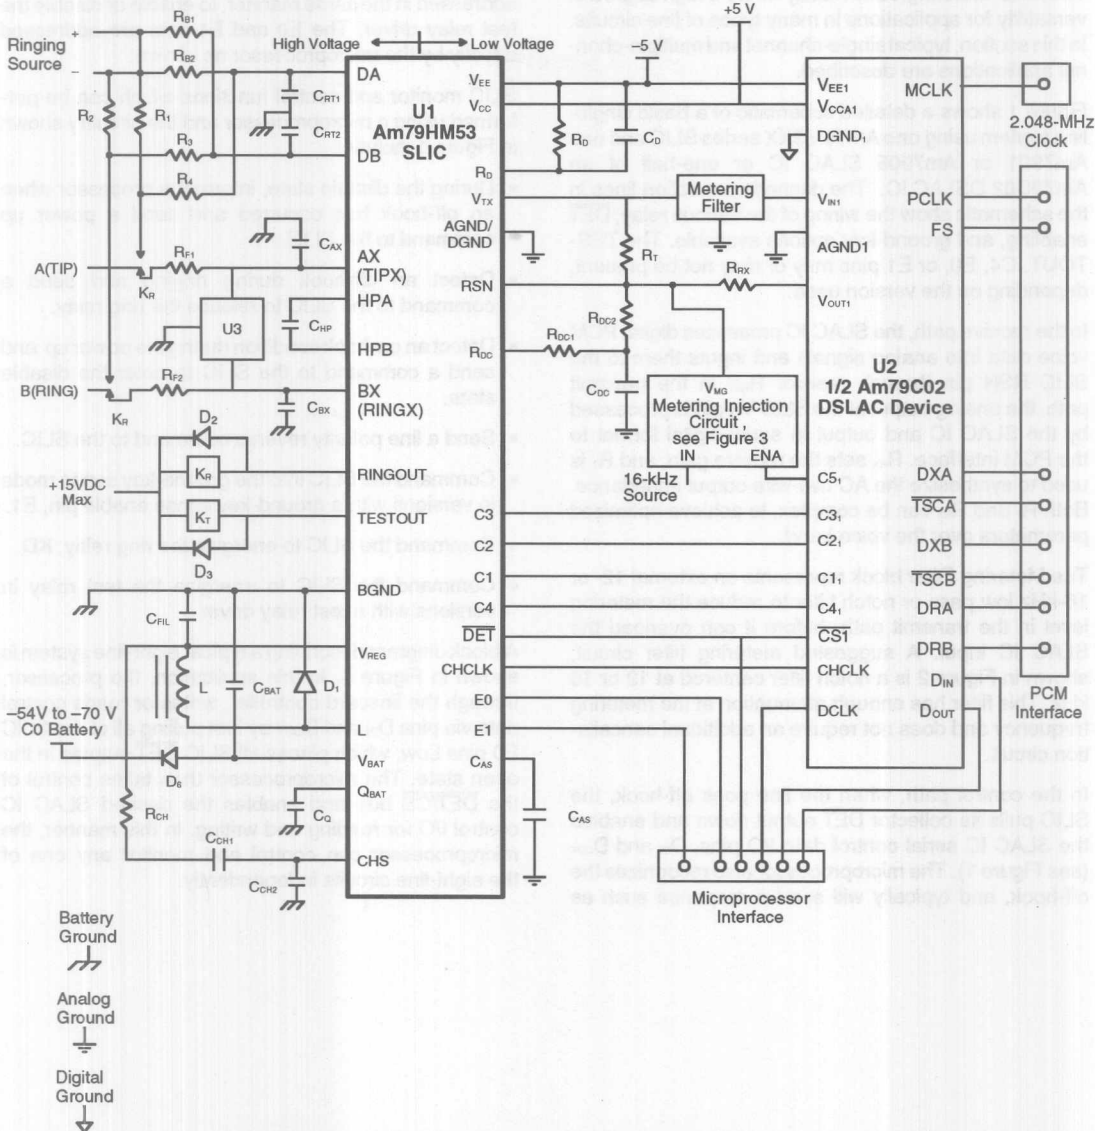 +5 V
Ringing
Source
R_B1
R_B2
R_2
R_1
R_3
R_4
High Voltage
Low Voltage
–5 V
DA
C_RT1
C_RT2
DB
U1
Am79HM53
SLIC
V_EE
V_CC
R_D
V_TX
AGND/
DGND
R_D
C_D
V_EE1
V_CCA1
DGND
V_IN1
AGND1
V_OUT1
MCLK
2.048-MHz
Clock
PCLK
FS
Metering
Filter
C_AX
A(TIP)
R_F1
K_R
AX
(TIPX)
RSN
R_T
R_RX
HPA
U3
C_HP
HPB
R_DC
R_DC1
R_DC2
C_DC
B(RING)
R_F2
K_R
BX
(RINGX)
C_BX
V_MG
Metering Injection
Circuit
see Figure 3
IN
ENA
16-kHz
Source
U2
1/2 Am79C02
DSLAC Device
D_2
K_R
+15VDC
Max
K_T
D_3
RINGOUT
TESTOUT
C3
C2
C1
C4
DET
CHCLK
E0
E1
C5_1
C3_1
C2_1
C1_1
C4_1
CST
CHCLK
DCLK
DXA
TSCA
DXB
TSCB
DRA
DRB
D_IN
D_OUT
PCM
Interface
BGND
C_FIL
V_REG
L
C_BAT
D_1
–54V to –70 V
C0 Battery
D_6
L
V_BAT
Q_BAT
C_Q
R_CH
C_CH1
CHS
C_CH2
C_AS
C_AS
Microprocessor
Interface
Battery
Ground
Analog
Ground
Digital
Ground